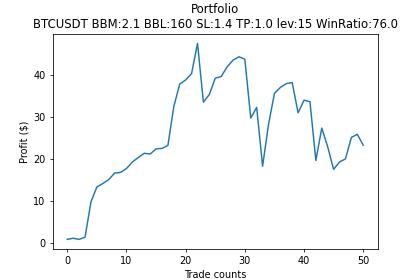 Portfolio
BTCUSDT BBM:2.1 BBL:160 SL:1.4 TP:1.0 lev:15 WinRatio:76.0
Profit ($)
40
30
20
10
0
0 10 20 30 40 50
Trade counts